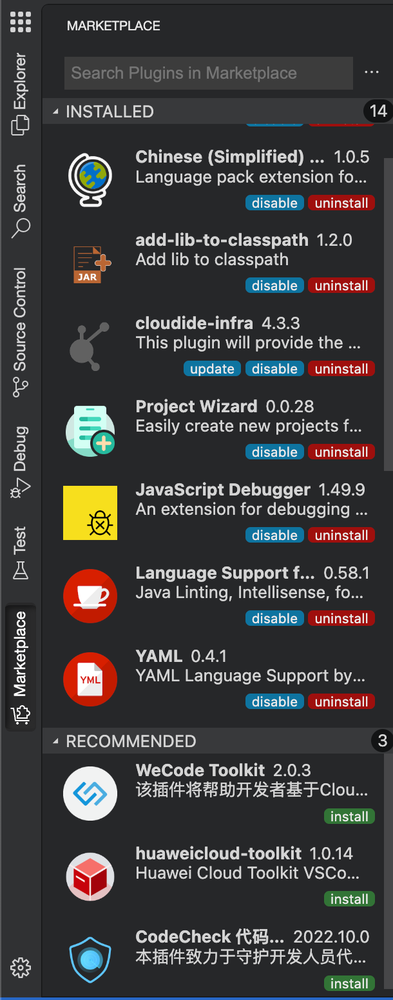 MARKETPLACE
Explorer
Search
Source Control
Debug
Test
Marketplace
Search Plugins in Marketplace
...
INSTALLED 14
Chinese (Simplified) ... 1.0.5
Language pack extension fo...
disable uninstall
add-lib-to-classpath 1.2.0
Add lib to classpath
JAR
disable uninstall
cloudide-infra 4.3.3
This plugin will provide the ...
update disable uninstall
Project Wizard 0.0.28
Easily create new projects f...
disable uninstall
JavaScript Debugger 1.49.9
An extension for debugging ...
disable uninstall
Language Support f... 0.58.1
Java Linting, Intellisense, fo...
disable uninstall
YAML 0.4.1
YML
YAML Language Support by...
disable uninstall
RECOMMENDED 3
WeCode Toolkit 2.0.3
该插件将帮助开发者基于Clou...
install
huaweicloud-toolkit 1.0.14
Huawei Cloud Toolkit VSCo...
install
CodeCheck 代码... 2022.10.0
本插件致力于守护开发人员代...
install